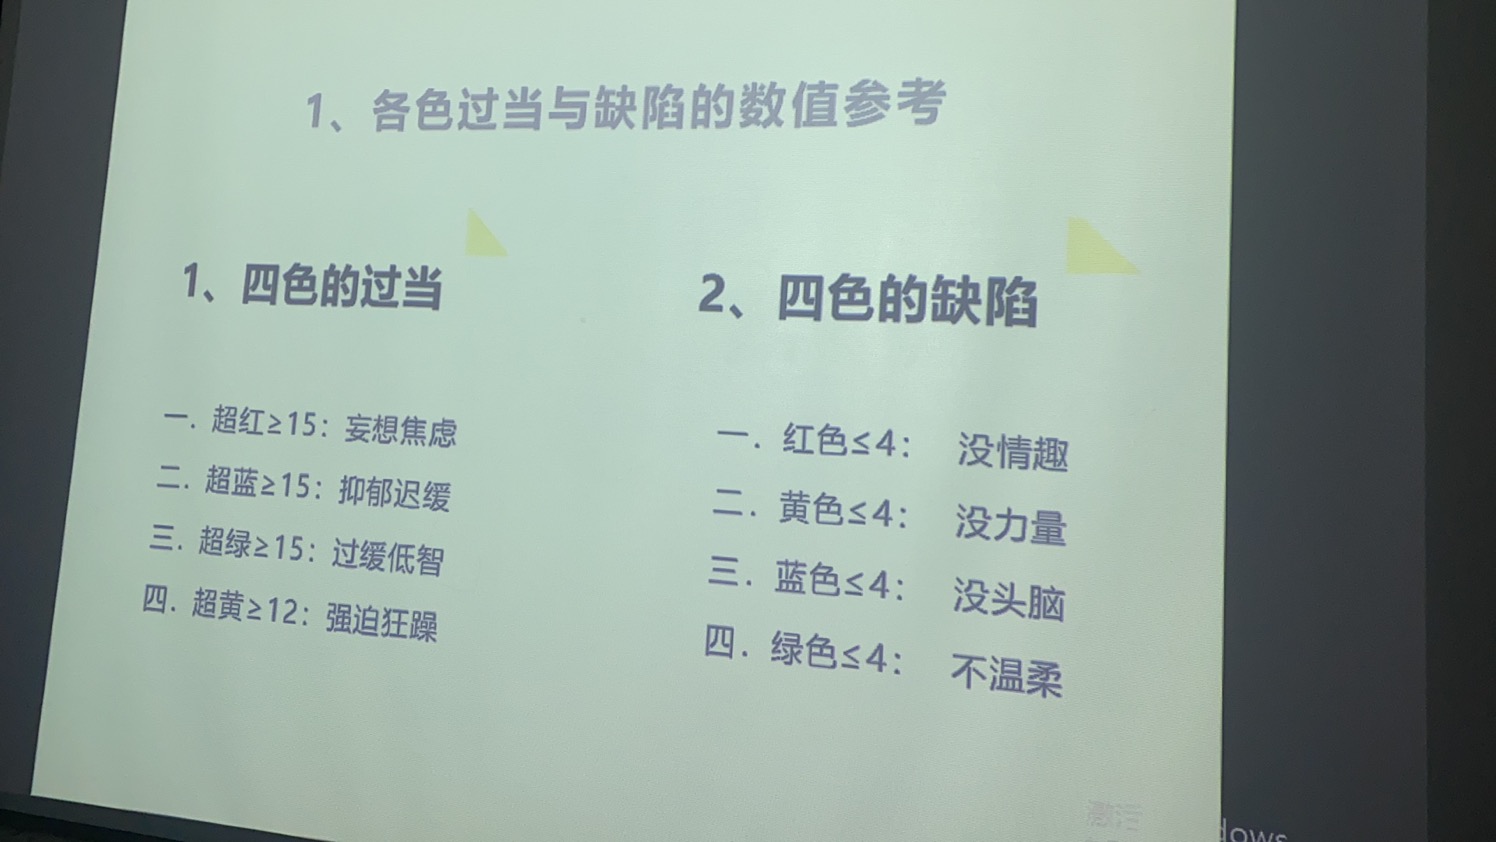 1、各色过当与缺陷的数值参考
1、四色的过当
一. 超红≥15：妄想焦虑
二. 超蓝≥15：抑郁迟缓
三. 超绿≥15：过缓低智
四. 超黄≥12：强迫狂躁
2、四色的缺陷
一. 红色≤4： 没情趣
二. 黄色≤4： 没力量
三. 蓝色≤4： 没头脑
四. 绿色≤4： 不温柔
激活
dows